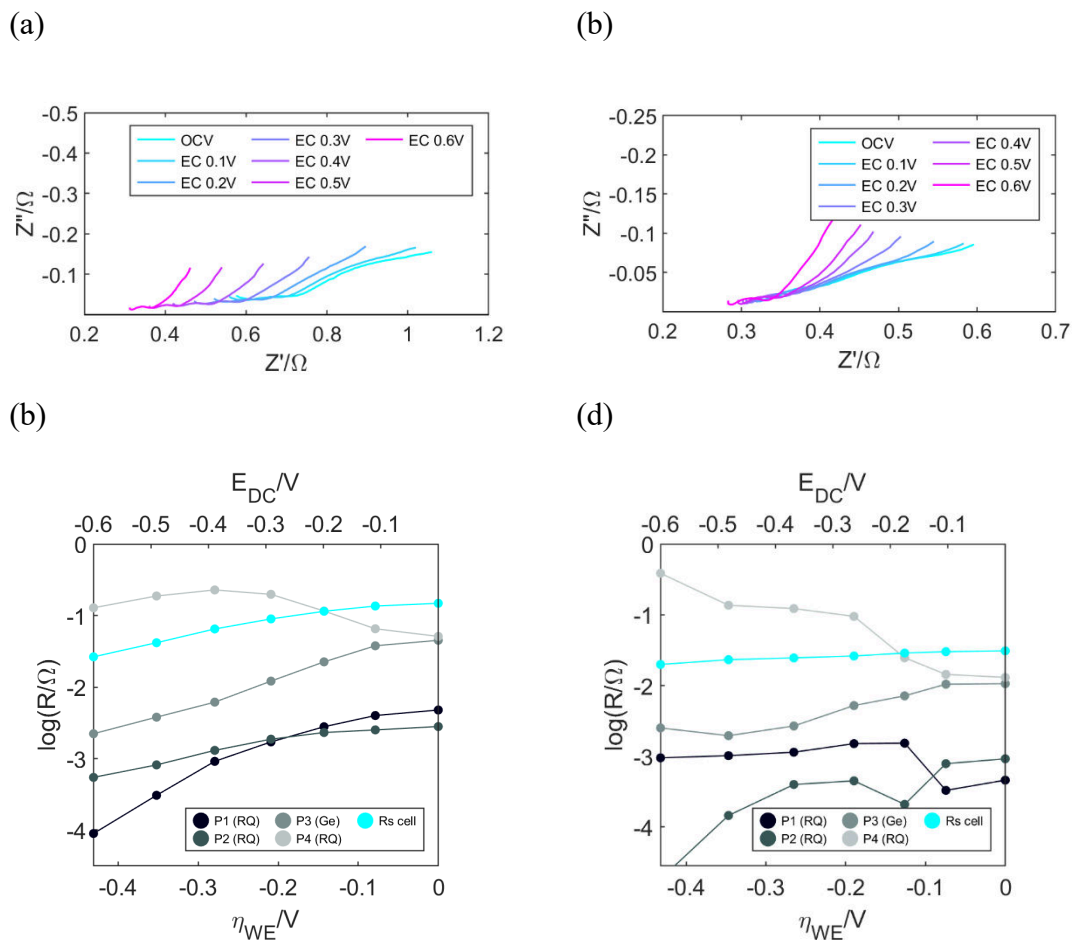 (a)
(b)
-0.5
-0.4
-0.3
-0.2
-0.1
Z"/Ω
OCV
EC 0.1V
EC 0.2V
EC 0.3V
EC 0.4V
EC 0.5V
EC 0.6V
0.2 0.4 0.6 0.8 1 1.2
Z'/Ω
-0.25
-0.2
-0.15
-0.1
-0.05
Z"/Ω
OCV
EC 0.1V
EC 0.2V
EC 0.3V
EC 0.4V
EC 0.5V
EC 0.6V
0.2 0.3 0.4 0.5 0.6 0.7
Z'/Ω
(b)
(d)
E_DC/V
-0.6 -0.5 -0.4 -0.3 -0.2 -0.1
0
-1
-2
-3
-4
log(R/Ω)
P1 (RQ)
P2 (RQ)
P3 (Ge)
P4 (RQ)
Rs cell
-0.4 -0.3 -0.2 -0.1 0
η_WE/V
E_DC/V
-0.6 -0.5 -0.4 -0.3 -0.2 -0.1
0
-1
-2
-3
-4
log(R/Ω)
P1 (RQ)
P2 (RQ)
P3 (Ge)
P4 (RQ)
Rs cell
-0.4 -0.3 -0.2 -0.1 0
η_WE/V